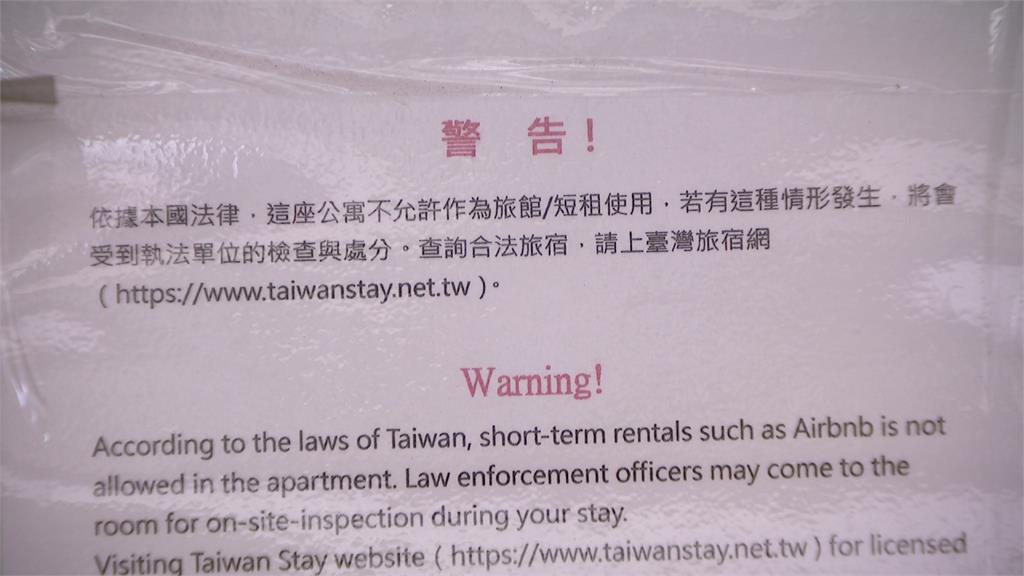 警 告！
依據本國法律，這座公寓不允許作為旅館/短租使用，若有這種情形發生，將會
受到執法單位的檢查與處分。查詢合法旅宿，請上臺灣旅宿網
（https://www.taiwanstay.net.tw）。
Warning!
According to the laws of Taiwan, short-term rentals such as Airbnb is not
allowed in the apartment. Law enforcement officers may come to the
room for on-site-inspection during your stay.
Visiting Taiwan Stay website（https://www.taiwanstay.net.tw）for licensed